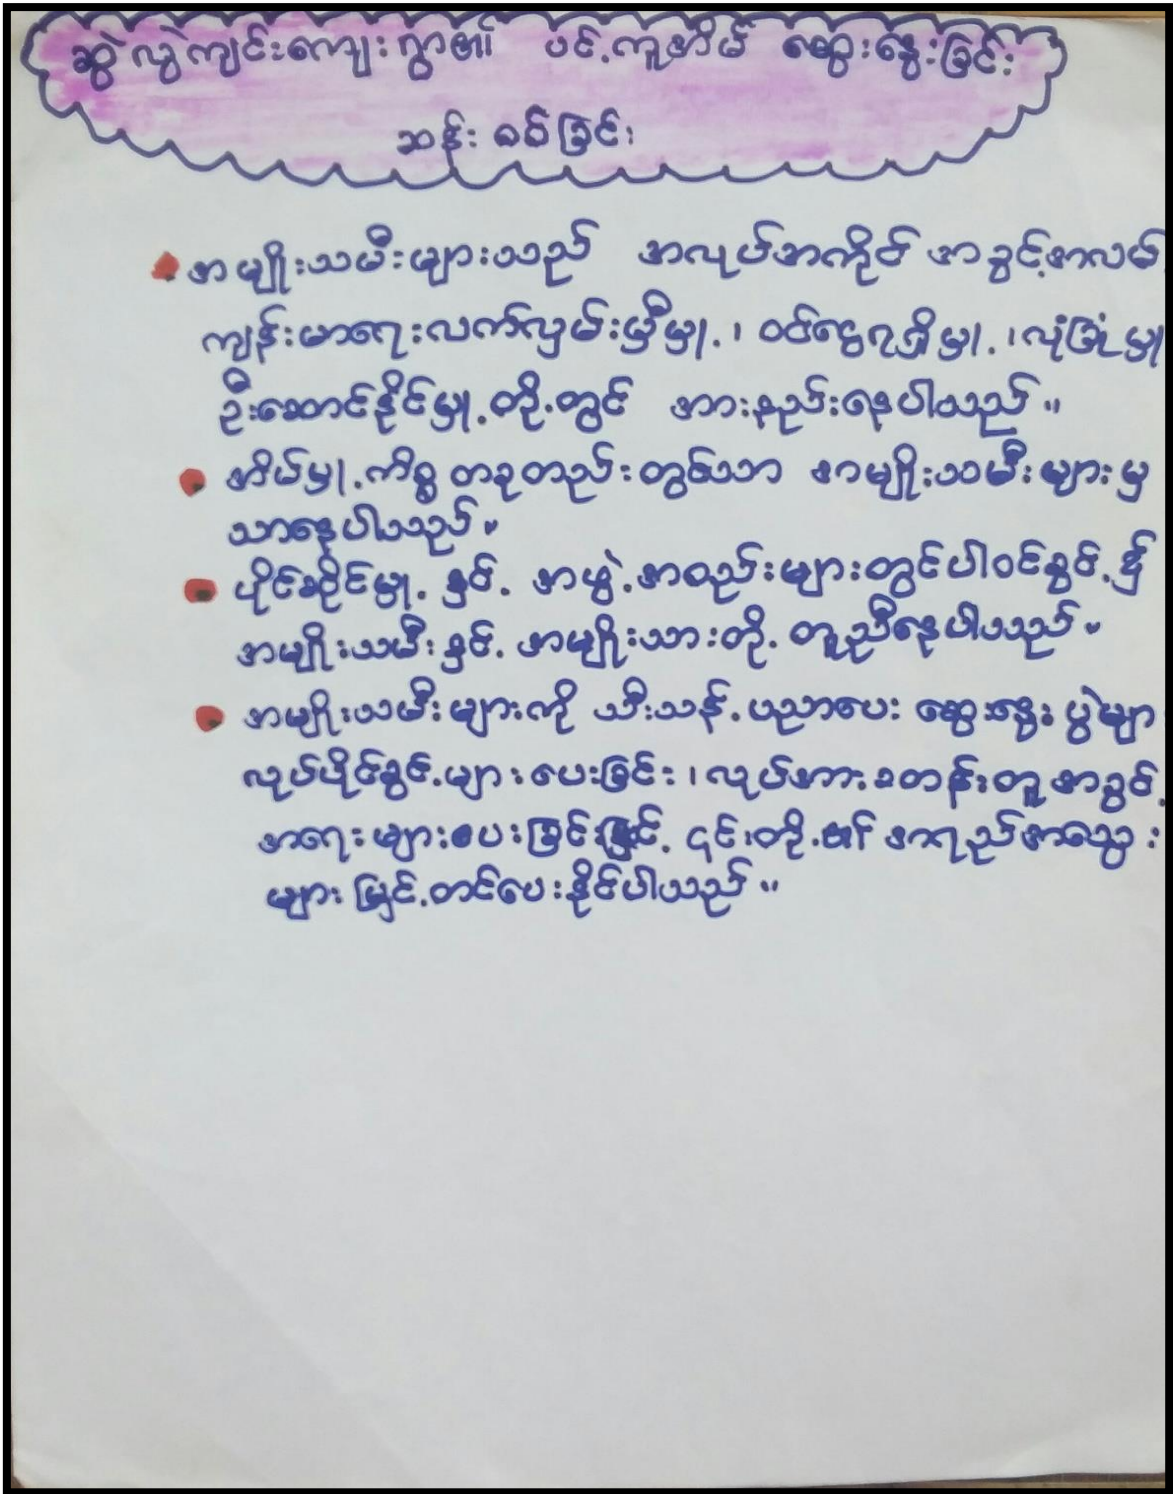 ဆွဲလွဲကျင်းကျေးရွာ၏ ပင့်ကူအိမ် ဆွေးနွေးခြင်း
ဆန်းစစ်ခြင်း
အမျိုးသမီးများသည် အလုပ်အကိုင် အခွင့်အလမ်
ကျန်းမာရေးလက်လှမ်းမှီမှု့၊ ဝင်ငွေရရှိမှု့၊ လုံခြုံမှု
ဦးဆောင်နိုင်မှု့တို့တွင် အားနည်းနေပါသည်။
အိမ်မှု့ကိစ္စ တခုတည်းတွင်သာ အမျိုးသမီးများမှ
သာနေပါသည်။
ပိုင်ဆိုင်မှု့ နှင့် အဖွဲ့အစည်းများတွင်ပါဝင်ခွင့်
အမျိုးသမီးနှင့် အမျိုးသားတို့ တူညီနေပါသည်။
အမျိုးသမီးများကို သီးသန့်ပညာပေး ဆွေးနွေးပွဲမျာ
လုပ်ပိုင်ခွင့်များပေးခြင်း၊ လုပ်အားခတန်းတူအခွင့်
အရေးများပေးခြင်းဖြင့် ၎င်းတို့၏ အရည်အသွေး
များမြှင့်တင်ပေးနိုင်ပါသည်။